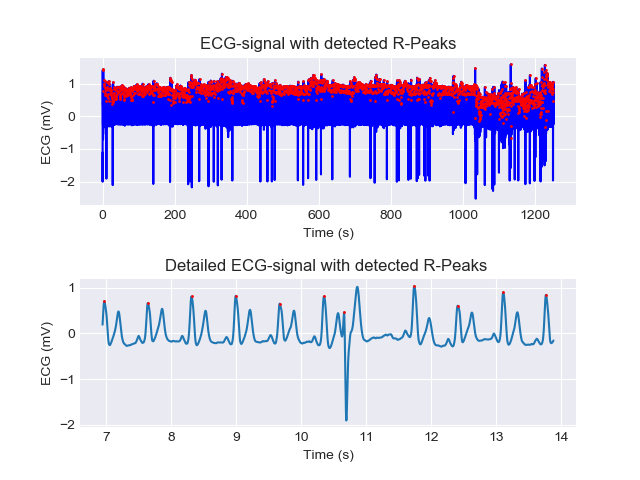 ECG-signal with detected R-Peaks
ECG (mV)
1
0
−1
−2
0 200 400 600 800 1000 1200
Time (s)
Detailed ECG-signal with detected R-Peaks
ECG (mV)
1
0
−1
−2
7 8 9 10 11 12 13 14
Time (s)